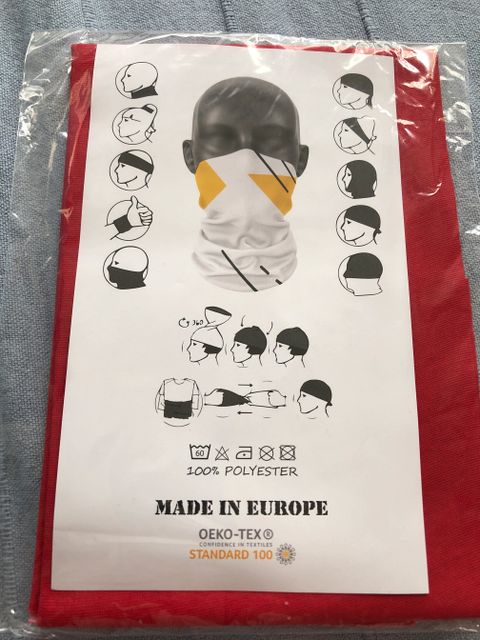 360
60
100% POLYESTER
MADE IN EUROPE
OEKO-TEX®
CONFIDENCE IN TEXTILES
STANDARD 100